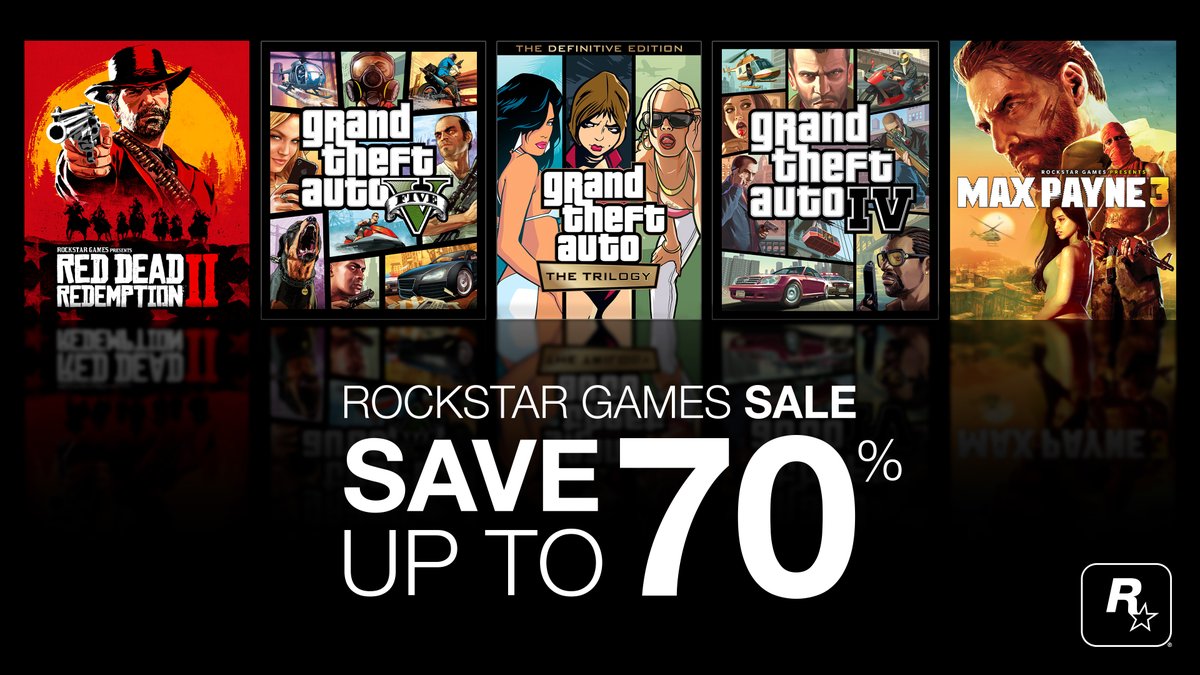 ROCKSTAR GAMES PRESENTS
RED DEAD
REDEMPTION II
grand
theft
auto V
FIVE
THE DEFINITIVE EDITION
grand
theft
auto
THE TRILOGY
grand
theft
auto IV
ROCKSTAR GAMES PRESENTS
MAX PAYNE 3
ROCKSTAR GAMES SALE
SAVE
UP TO 70%
R
®